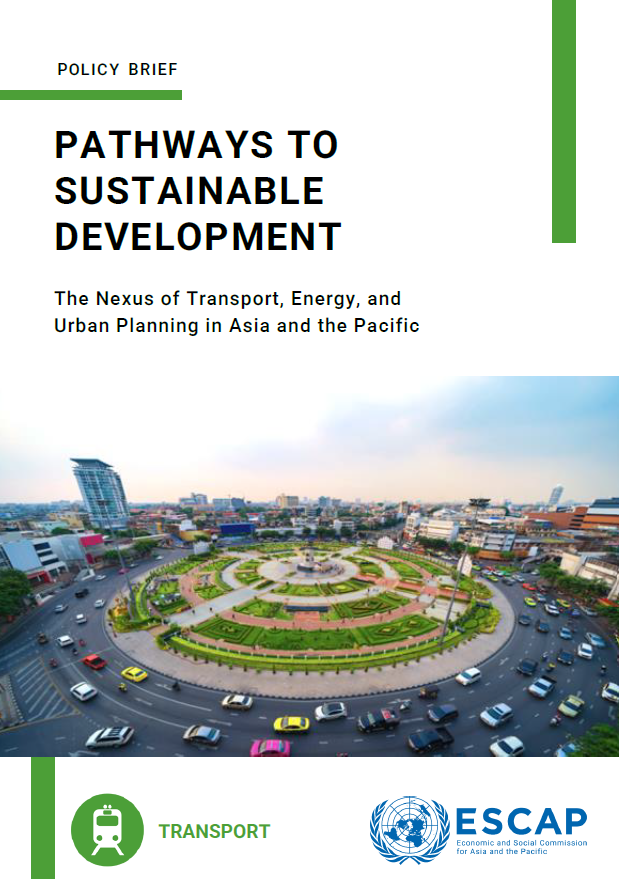 POLICY BRIEF
PATHWAYS TO
SUSTAINABLE
DEVELOPMENT
The Nexus of Transport, Energy, and
Urban Planning in Asia and the Pacific
TRANSPORT
ESCAP
Economic and Social Commission
for Asia and the Pacific